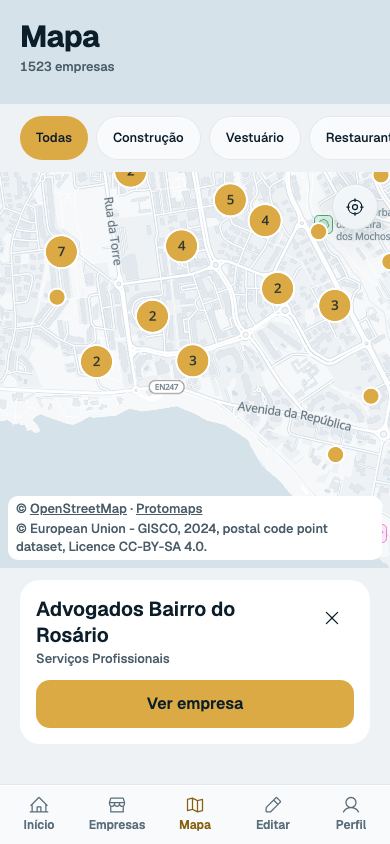 Mapa
1523 empresas
Todas
Construção
Vestuário
Restaurant
2
5
4
Rua da Torre
4
7
dos Mochos
2
3
2
2
3
EN247
Avenida da República
© OpenStreetMap · Protomaps
© European Union - GISCO, 2024, postal code point
dataset, Licence CC-BY-SA 4.0.
Advogados Bairro do
Rosário
Serviços Profissionais
Ver empresa
Início
Empresas
Mapa
Editar
Perfil